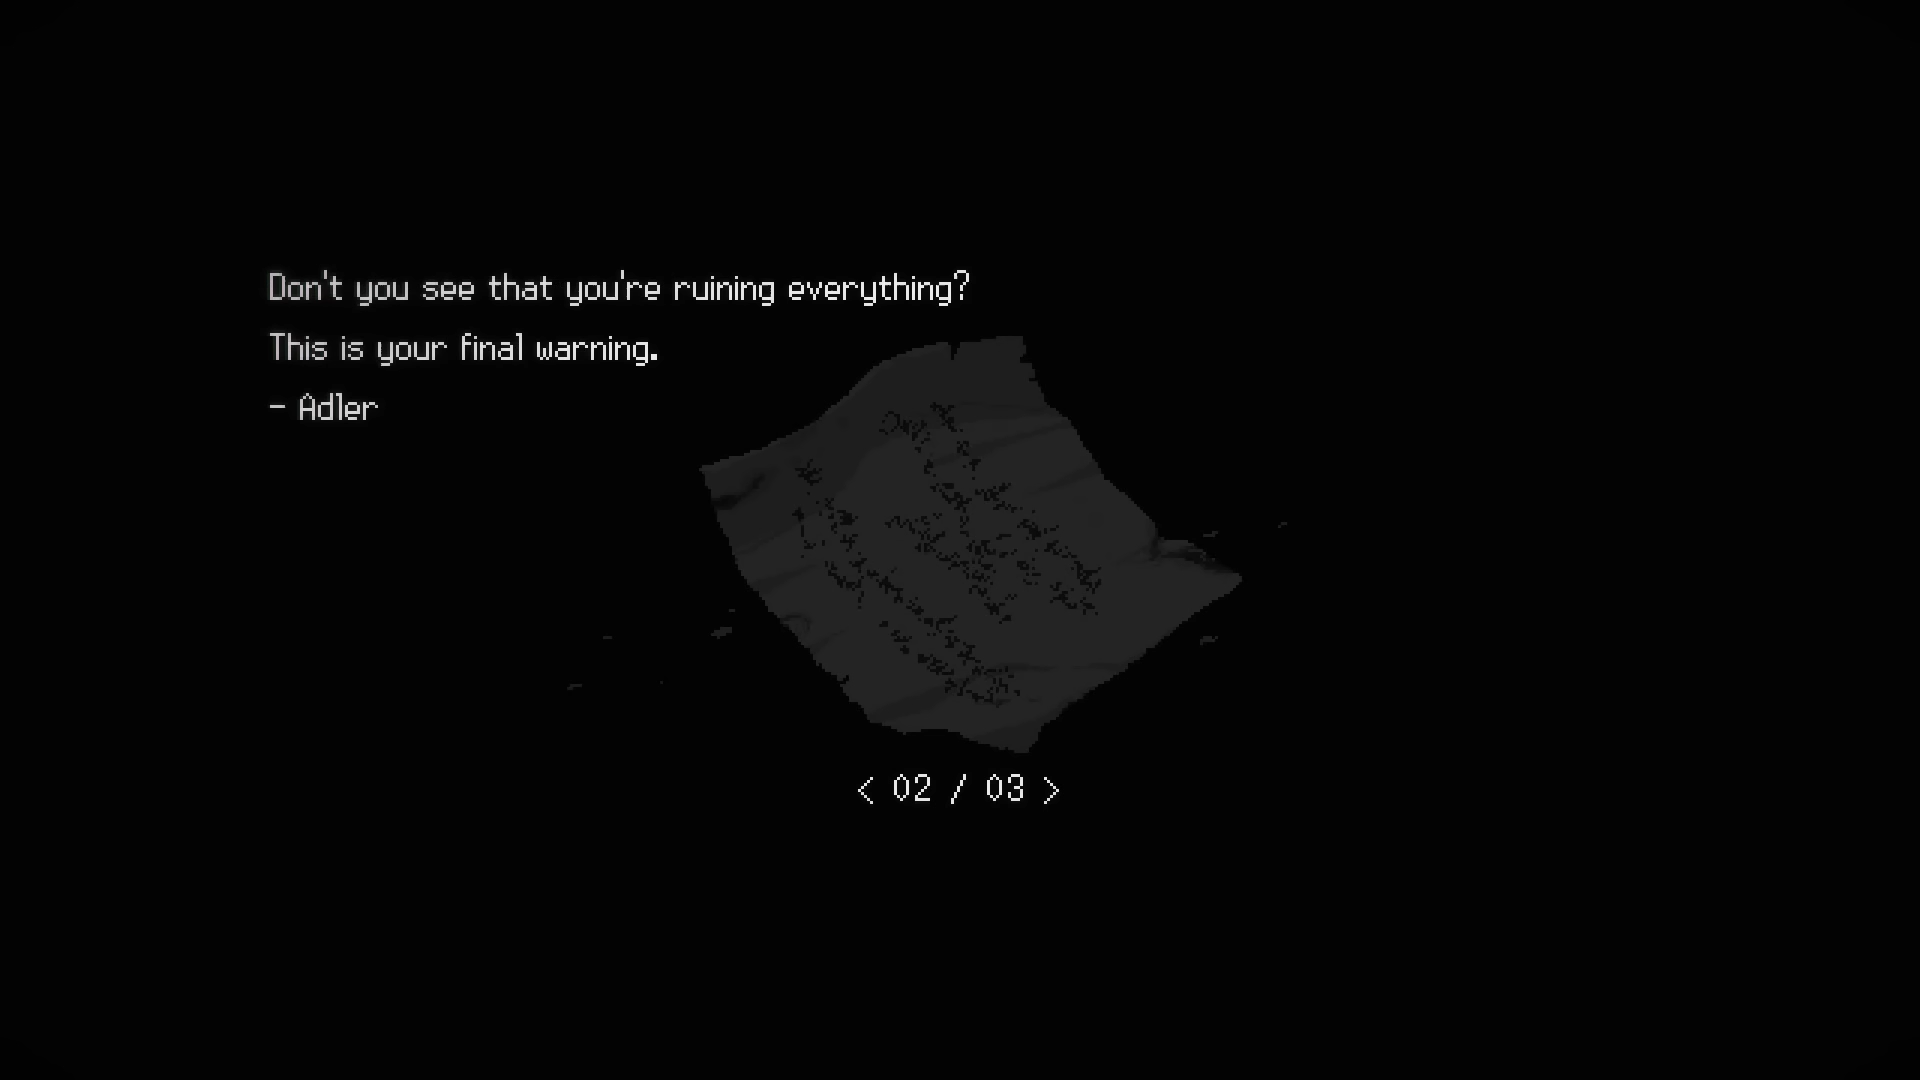 Don't you see that you're ruining everything?
This is your final warning.
- Adler
< 02 / 03 >